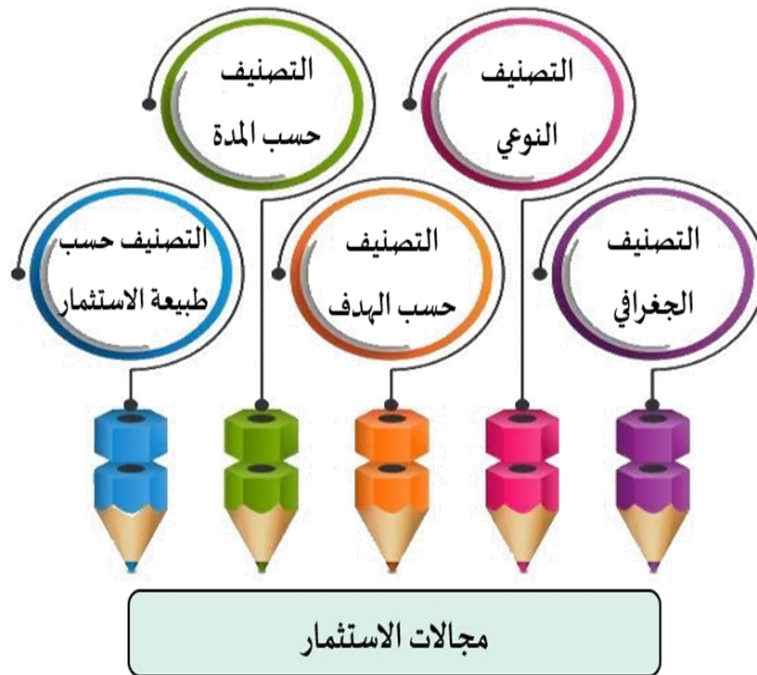 التصنيف
النوعي
التصنيف
حسب المدة
التصنيف
الجغرافي
التصنيف
حسب الهدف
التصنيف حسب
طبيعة الاستثمار
مجالات الاستثمار